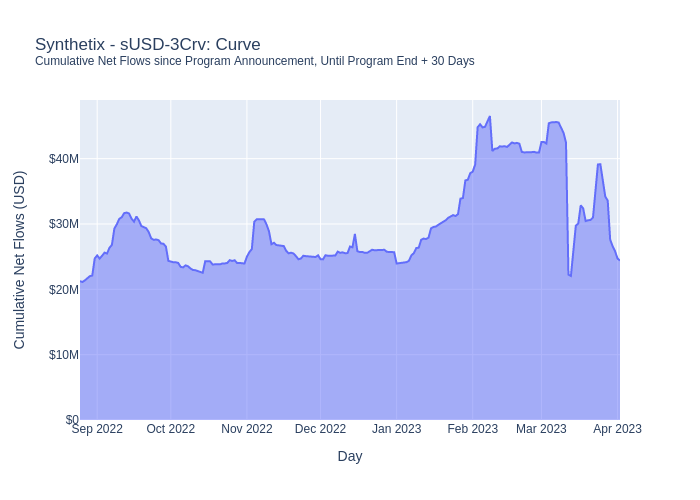 Synthetix - sUSD-3Crv: Curve
Cumulative Net Flows since Program Announcement, Until Program End + 30 Days
Cumulative Net Flows (USD)
$40M
$30M
$20M
$10M
$0
Sep 2022 Oct 2022 Nov 2022 Dec 2022 Jan 2023 Feb 2023 Mar 2023 Apr 2023
Day